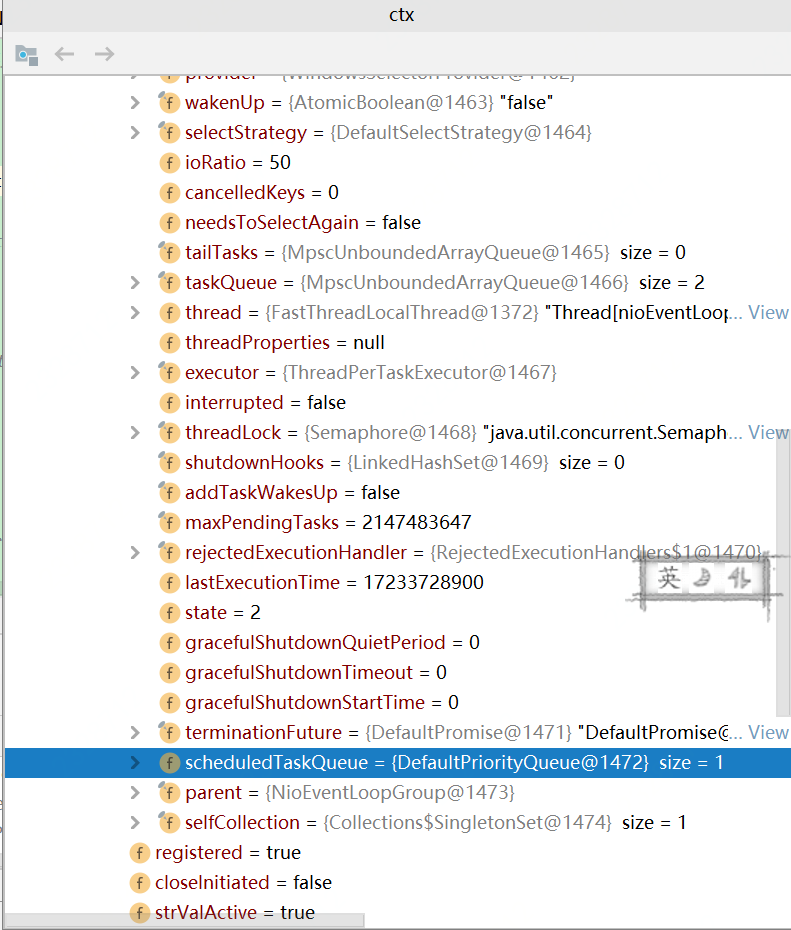 ctx
provider = {WindowsSelectorProvider@1462}
wakenUp = {AtomicBoolean@1463} "false"
selectStrategy = {DefaultSelectStrategy@1464}
ioRatio = 50
cancelledKeys = 0
needsToSelectAgain = false
tailTasks = {MpscUnboundedArrayQueue@1465} size = 0
taskQueue = {MpscUnboundedArrayQueue@1466} size = 2
thread = {FastThreadLocalThread@1372} "Thread[nioEventLoop... View
threadProperties = null
executor = {ThreadPerTaskExecutor@1467}
interrupted = false
threadLock = {Semaphore@1468} "java.util.concurrent.Semaph... View
shutdownHooks = {LinkedHashSet@1469} size = 0
addTaskWakesUp = false
maxPendingTasks = 2147483647
rejectedExecutionHandler = {RejectedExecutionHandlers$1@1470}
英
lastExecutionTime = 17233728900
state = 2
gracefulShutdownQuietPeriod = 0
gracefulShutdownTimeout = 0
gracefulShutdownStartTime = 0
terminationFuture = {DefaultPromise@1471} "DefaultPromise@... View
scheduledTaskQueue = {DefaultPriorityQueue@1472} size = 1
parent = {NioEventLoopGroup@1473}
selfCollection = {Collections$SingletonSet@1474} size = 1
registered = true
closeInitiated = false
strValActive = true